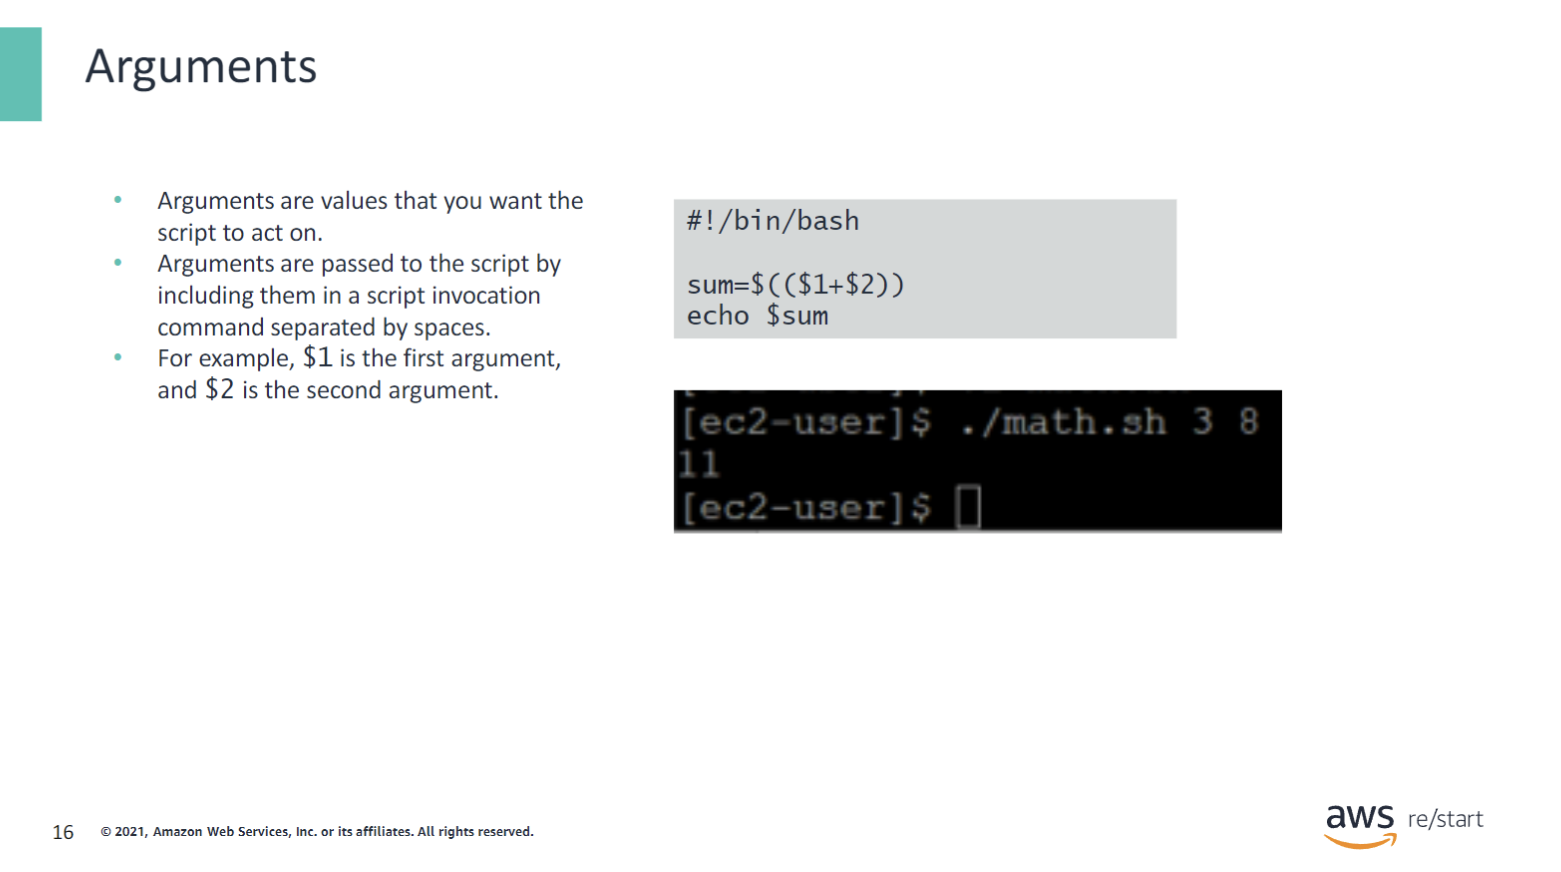 Arguments
• Arguments are values that you want the
script to act on.
• Arguments are passed to the script by
including them in a script invocation
command separated by spaces.
• For example, $1 is the first argument,
and $2 is the second argument.
#!/bin/bash
sum=$(($1+$2))
echo $sum
[ec2-user]$ ./math.sh 3 8
11
[ec2-user]$
16 © 2021, Amazon Web Services, Inc. or its affiliates. All rights reserved.
aws re/start